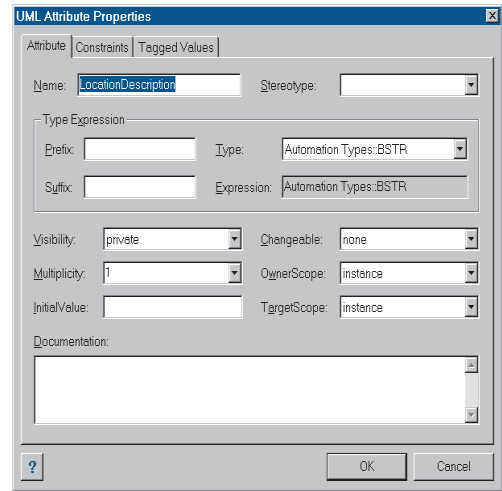 UML Attribute Properties
Attribute Constraints Tagged Values
Name: LocationDescription Stereotype:
Type Expression
Prefix: Type: Automation Types::BSTR
Suffix: Expression: Automation Types::BSTR
Visibility: private Changeable: none
Multiplicity: 1 OwnerScope: instance
InitialValue: TargetScope: instance
Documentation:
? OK Cancel